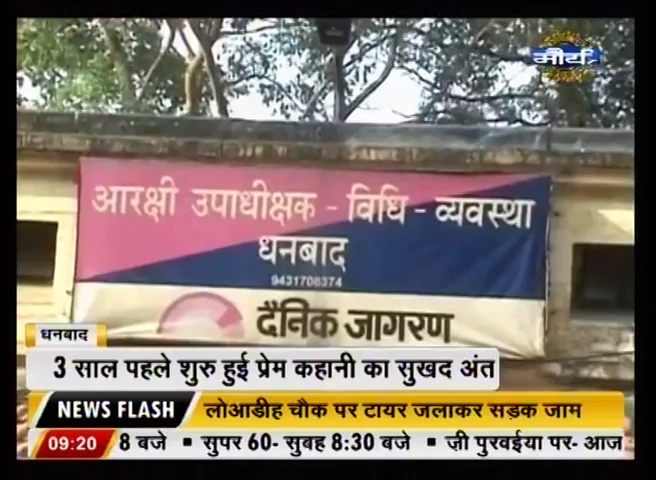 मौर्य
आरक्षी उपाधीक्षक - विधि - व्यवस्था
धनबाद
9431706374
दैनिक जागरण
धनबाद
3 साल पहले शुरु हुई प्रेम कहानी का सुखद अंत
NEWS FLASH
लोआडीह चौक पर टायर जलाकर सड़क जाम
09:20
8 बजे ▪ सुपर 60- सुबह 8:30 बजे ▪ ज़ी पुरवईया पर- आज